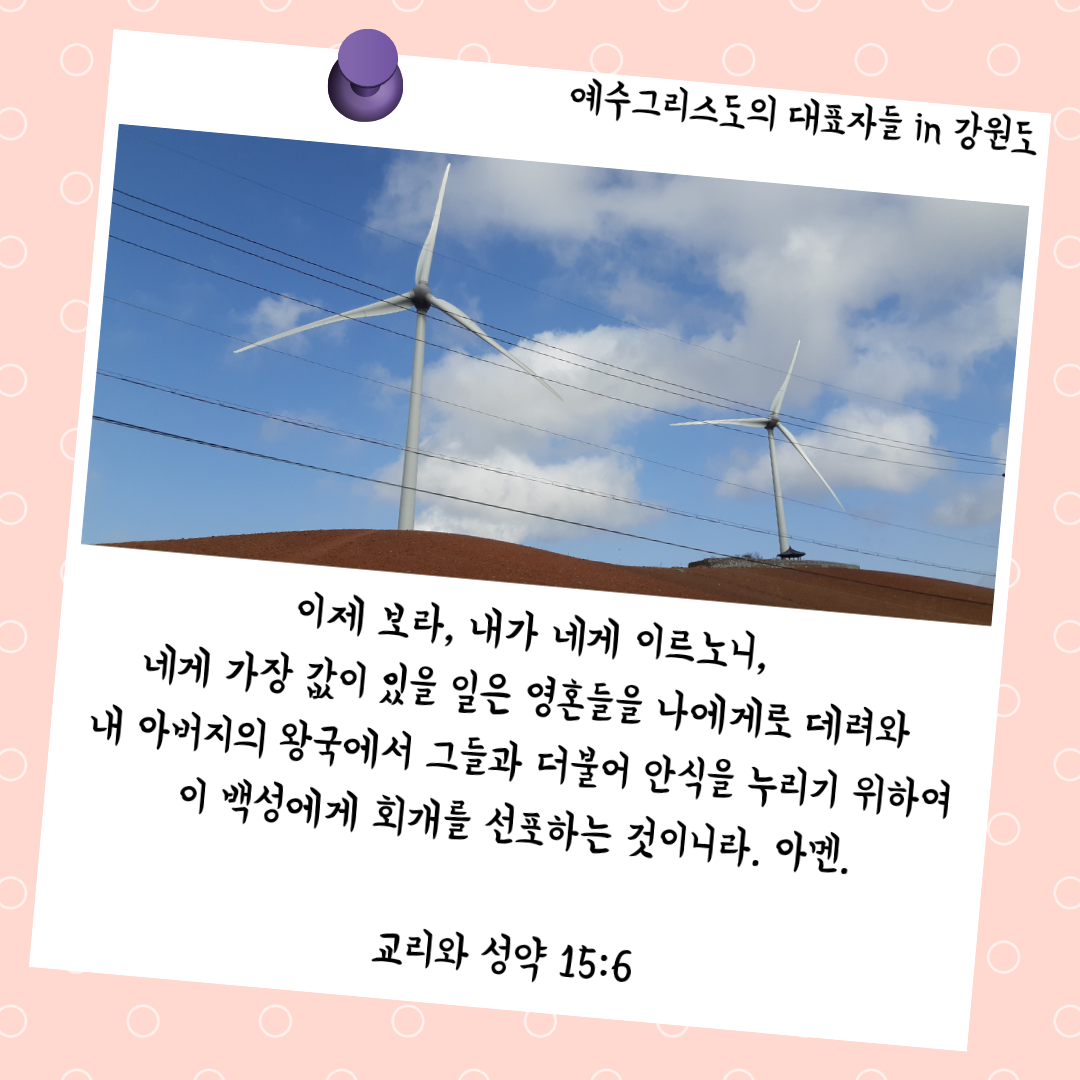 예수그리스도의 대표자들 in 강원도
이제 보라, 내가 네게 이르노니,
네게 가장 값이 있을 일은 영혼들을 나에게로 데려와
내 아버지의 왕국에서 그들과 더불어 안식을 누리기 위하여
이 백성에게 회개를 선포하는 것이니라. 아멘.
교리와 성약 15:6